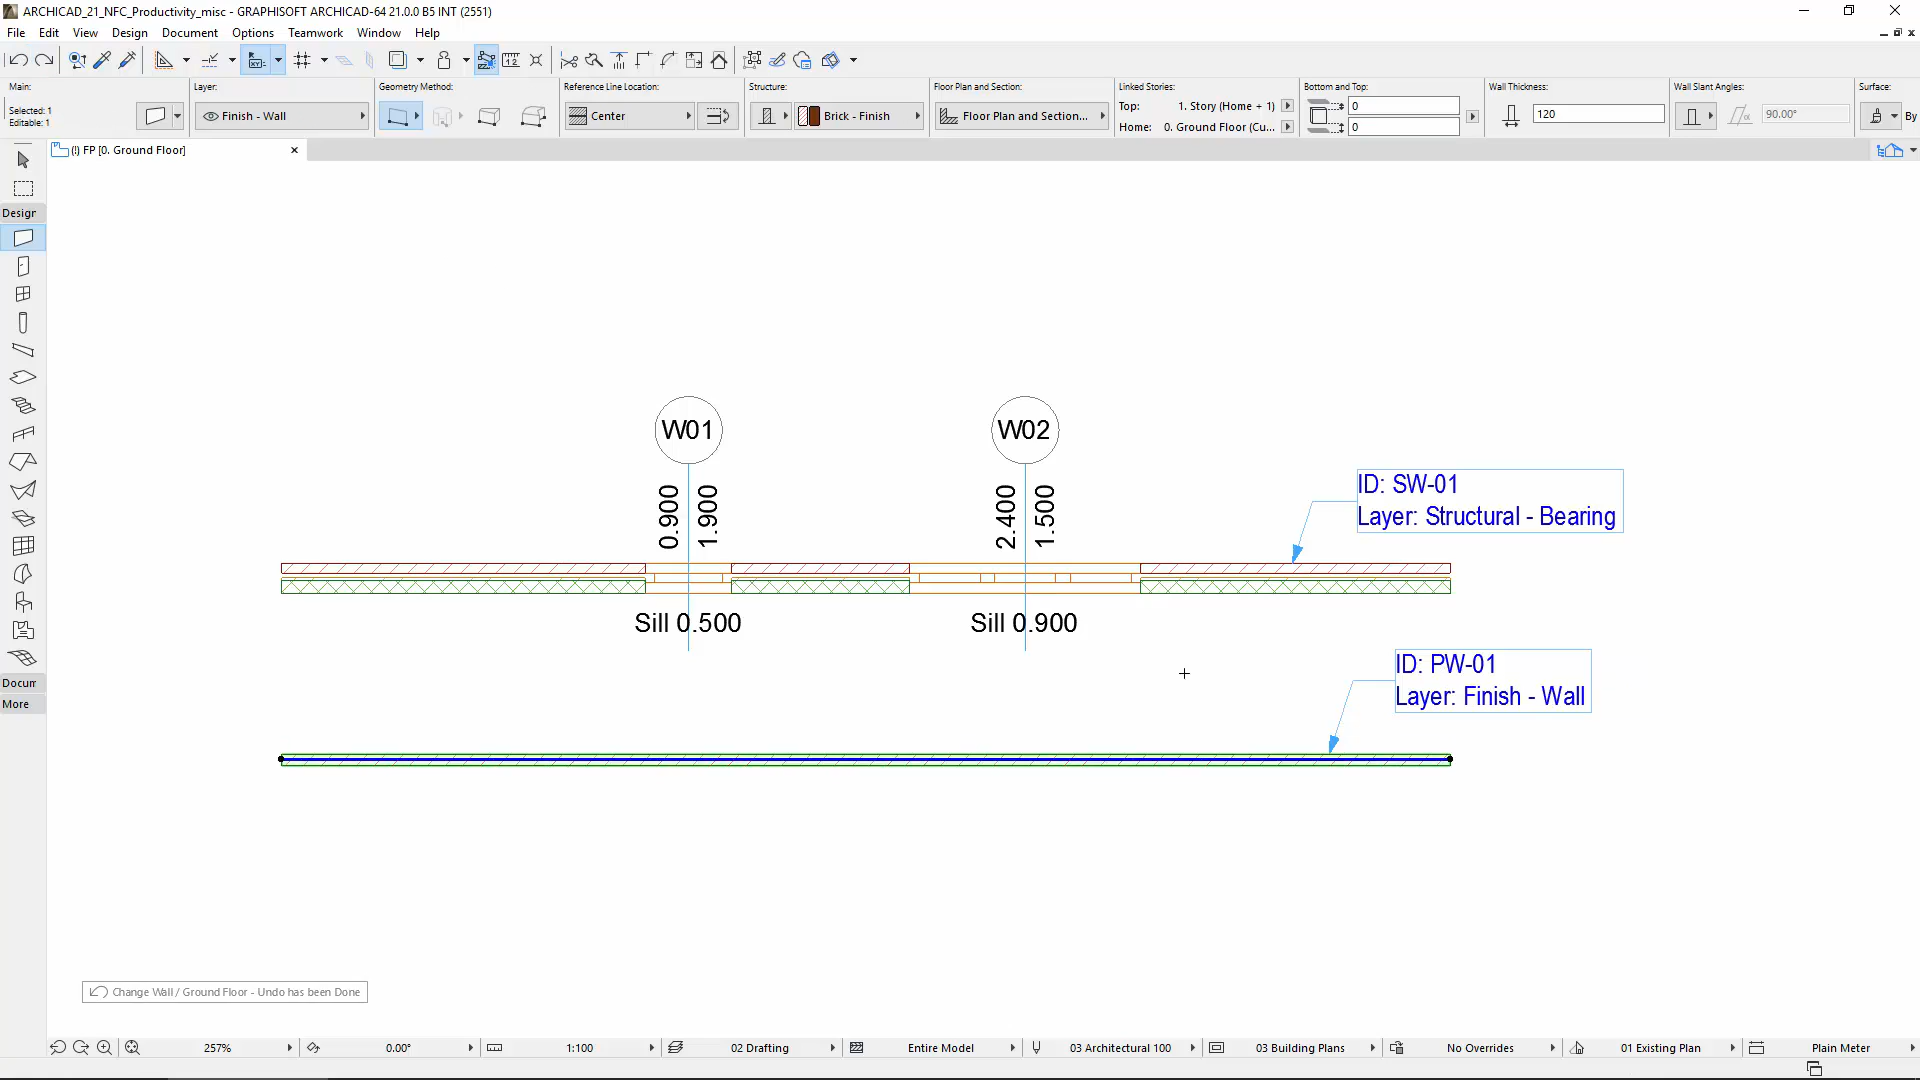 ARCHICAD_21_NFC_Productivity_misc - GRAPHISOFT ARCHICAD-64 21.0.0 B5 INT (2551)
File Edit View Design Document Options Teamwork Window Help
Main: Layer: Geometry Method: Reference Line Location: Structure: Floor Plan and Section: Linked Stories: Bottom and Top: Wall Thickness: Wall Slant Angles: Surface:
Selected: 1
Editable: 1
Finish - Wall
Center
Brick - Finish
Floor Plan and Section...
Top: 1. Story (Home + 1)
Home: 0. Ground Floor (Cu...
0
0
120
90.00°
By
(!) FP [0. Ground Floor]
Design
Docum
More
W01
W02
0.900
1.900
2.400
1.500
ID: SW-01
Layer: Structural - Bearing
Sill 0.500
Sill 0.900
ID: PW-01
Layer: Finish - Wall
Change Wall / Ground Floor - Undo has been Done
257% 0.00° 1:100 02 Drafting Entire Model 03 Architectural 100 03 Building Plans No Overrides 01 Existing Plan Plain Meter